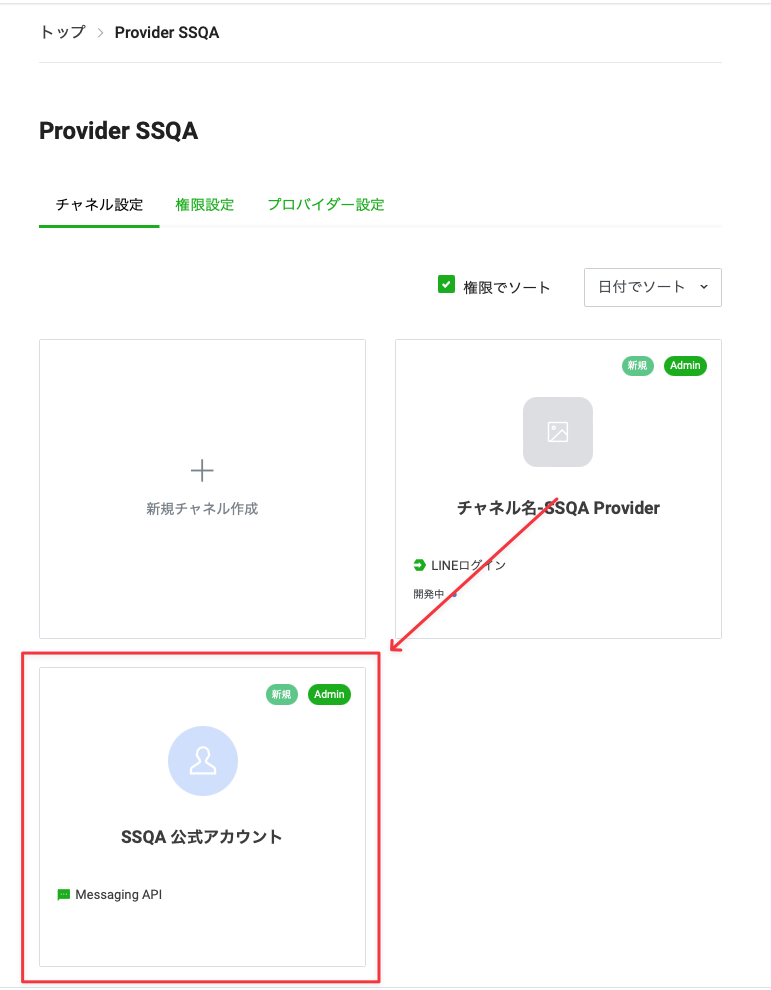 トップ > Provider SSQA
Provider SSQA
チャネル設定 権限設定 プロバイダー設定
権限でソート 日付でソート
新規チャネル作成
新規 Admin
チャネル名-SSQA Provider
LINEログイン
開発中
新規 Admin
SSQA 公式アカウント
Messaging API